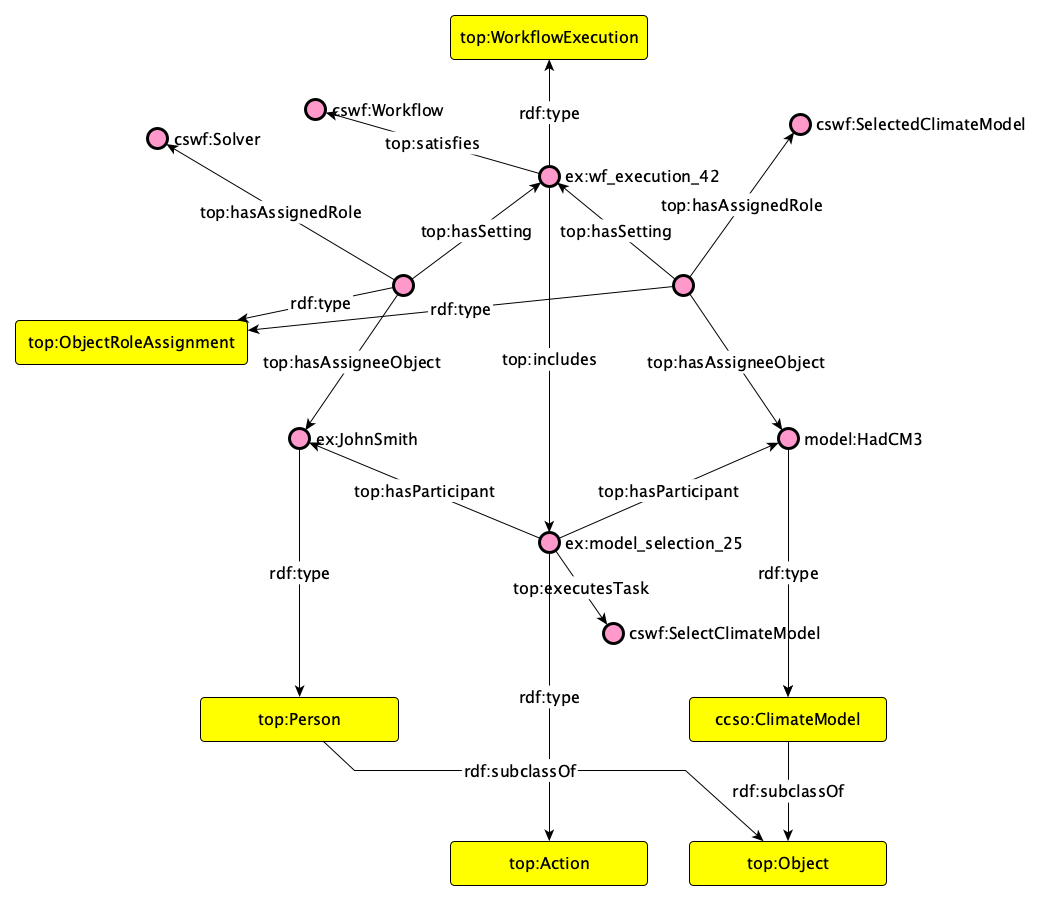 top:WorkflowExecution
cswf:Workflow
rdf:type
cswf:SelectedClimateModel
cswf:Solver
top:satisfies
ex:wf_execution_42
top:hasAssignedRole
top:hasAssignedRole
top:hasSetting
top:hasSetting
rdf:type
rdf:type
top:ObjectRoleAssignment
top:hasAssigneeObject
top:includes
top:hasAssigneeObject
ex:JohnSmith
model:HadCM3
top:hasParticipant
top:hasParticipant
ex:model_selection_25
rdf:type
rdf:type
top:executesTask
cswf:SelectClimateModel
rdf:type
top:Person
ccso:ClimateModel
rdf:subclassOf
rdf:subclassOf
top:Action
top:Object